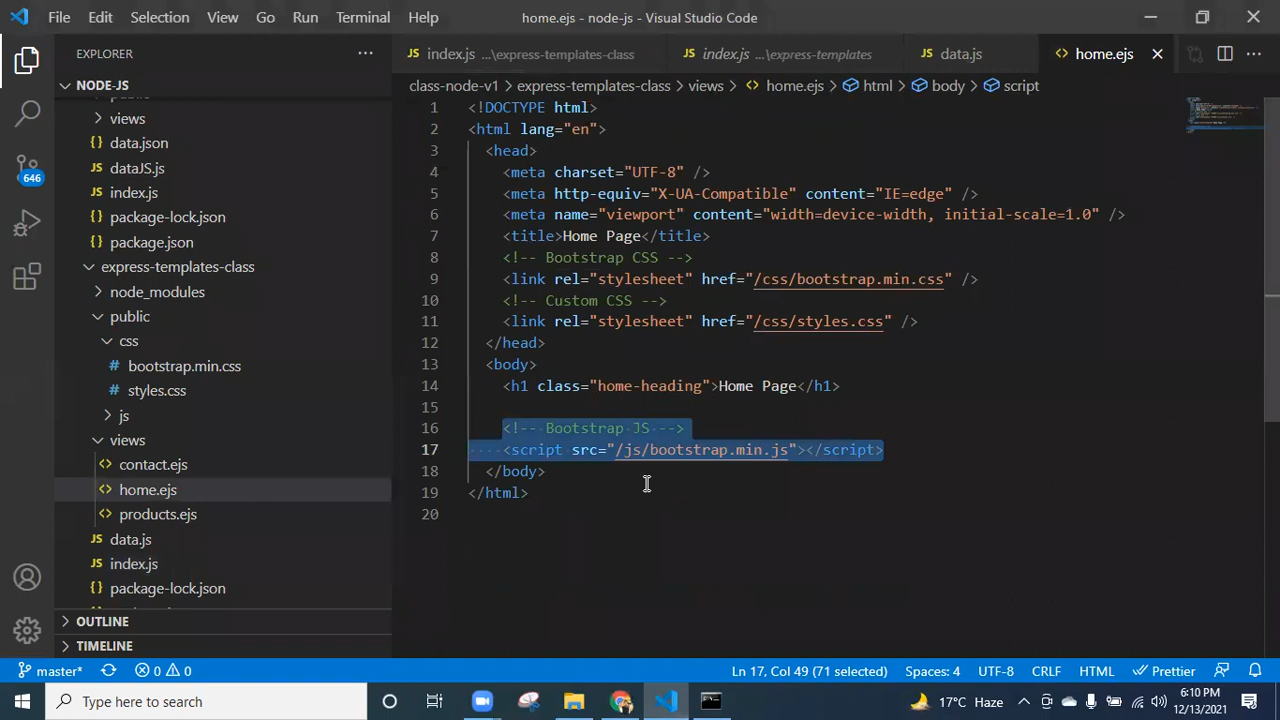 File Edit Selection View Go Run Terminal Help home.ejs - node-js - Visual Studio Code
EXPLORER
NODE-JS
views
data.json
dataJS.js
index.js
package-lock.json
package.json
express-templates-class
node_modules
public
css
bootstrap.min.css
styles.css
js
views
contact.ejs
home.ejs
products.ejs
data.js
index.js
package-lock.json
OUTLINE
TIMELINE
646
index.js ...\express-templates-class index.js ...\express-templates data.js home.ejs
class-node-v1 > express-templates-class > views > home.ejs > html > body > script
1 <!DOCTYPE html>
2 <html lang="en">
3 <head>
4 <meta charset="UTF-8" />
5 <meta http-equiv="X-UA-Compatible" content="IE=edge" />
6 <meta name="viewport" content="width=device-width, initial-scale=1.0" />
7 <title>Home Page</title>
8 <!-- Bootstrap CSS -->
9 <link rel="stylesheet" href="/css/bootstrap.min.css" />
10 <!-- Custom CSS -->
11 <link rel="stylesheet" href="/css/styles.css" />
12 </head>
13 <body>
14 <h1 class="home-heading">Home Page</h1>
15
16 <!-- Bootstrap JS -->
17 <script src="/js/bootstrap.min.js"></script>
18 </body>
19 </html>
20
master* 0 0 Ln 17, Col 49 (71 selected) Spaces: 4 UTF-8 CRLF HTML Prettier
Type here to search 17°C Haze 6:10 PM
12/13/2021